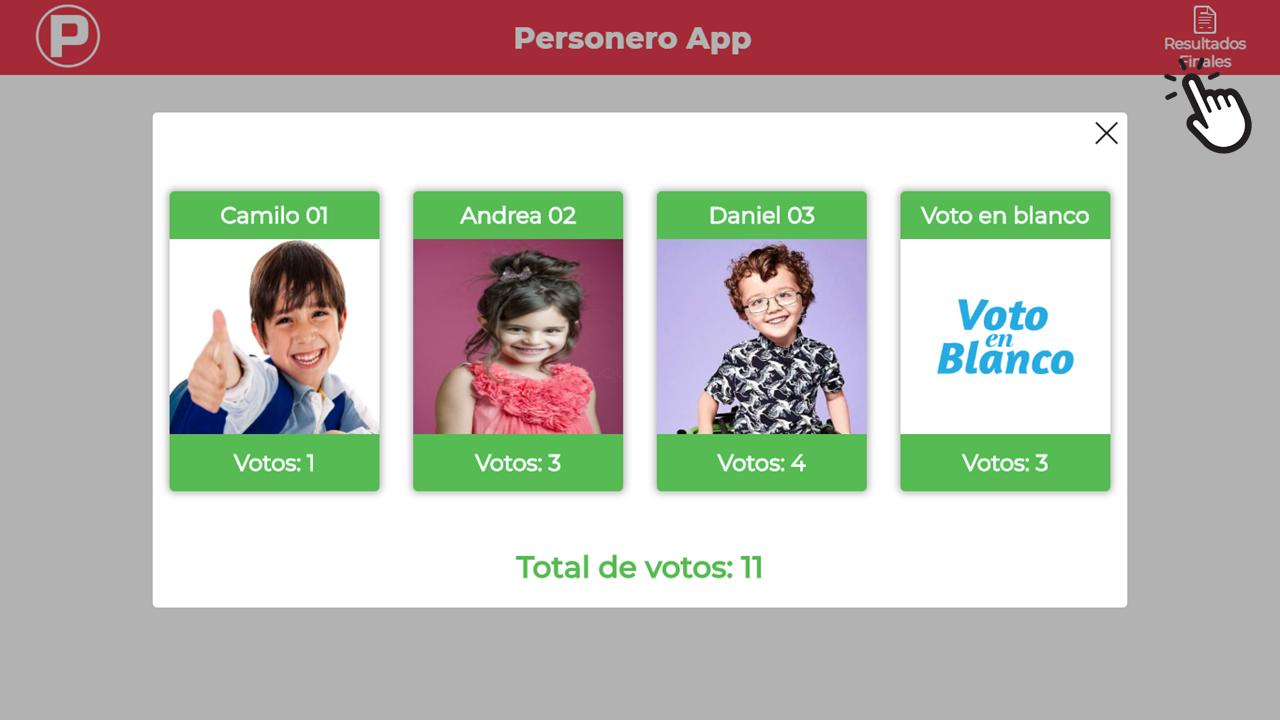 P
Personero App
Resultados
Finales
Camilo 01
Andrea 02
Daniel 03
Voto en blanco
Voto
en
Blanco
Votos: 1
Votos: 3
Votos: 4
Votos: 3
Total de votos: 11